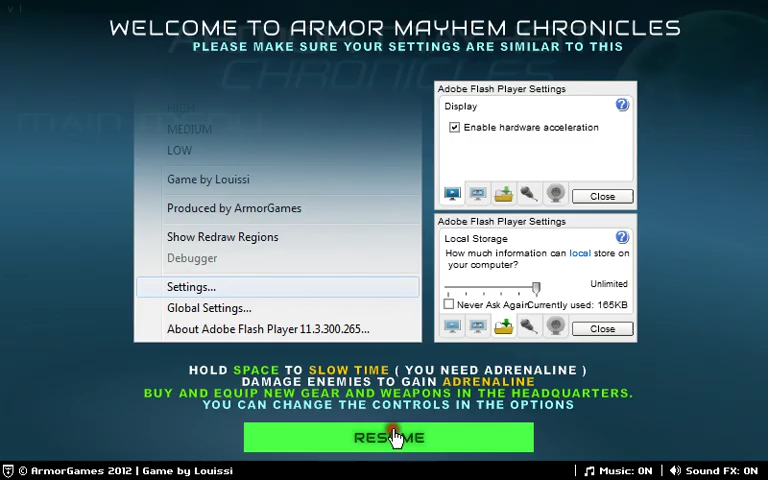 WELCOME TO ARMOR MAYHEM CHRONICLES
PLEASE MAKE SURE YOUR SETTINGS ARE SIMILAR TO THIS
CHRONICLES
MAIN MENU
HIGH
MEDIUM
LOW
Game by Louissi
Produced by ArmorGames
Show Redraw Regions
Debugger
Settings...
Global Settings...
About Adobe Flash Player 11.3.300.265...
Adobe Flash Player Settings
Display
?
Enable hardware acceleration
Close
Adobe Flash Player Settings
Local Storage
?
How much information can local store on
your computer?
Unlimited
Never Ask Again Currently used: 165KB
Close
HOLD SPACE TO SLOW TIME ( YOU NEED ADRENALINE )
DAMAGE ENEMIES TO GAIN ADRENALINE
BUY AND EQUIP NEW GEAR AND WEAPONS IN THE HEADQUARTERS.
YOU CAN CHANGE THE CONTROLS IN THE OPTIONS
RESUME
© ArmorGames 2012 | Game by Louissi | Music: ON | Sound FX: ON